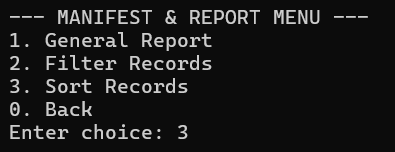 --- MANIFEST & REPORT MENU ---
1. General Report
2. Filter Records
3. Sort Records
0. Back
Enter choice: 3